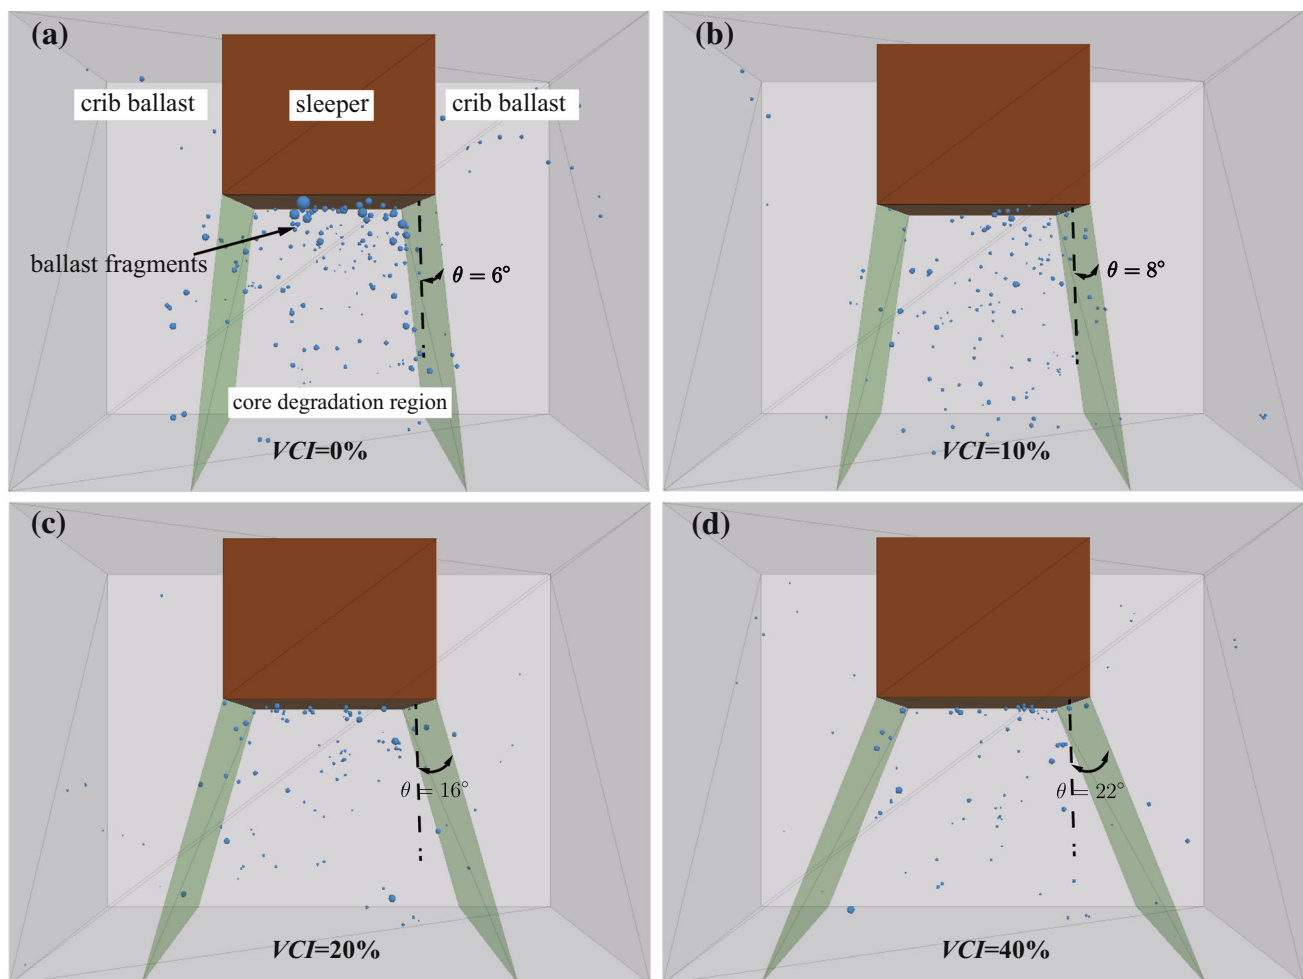 (a)
crib ballast
sleeper
crib ballast
ballast fragments
θ = 6°
core degradation region
VCI=0%
(b)
θ = 8°
VCI=10%
(c)
θ = 16°
VCI=20%
(d)
θ = 22°
VCI=40%